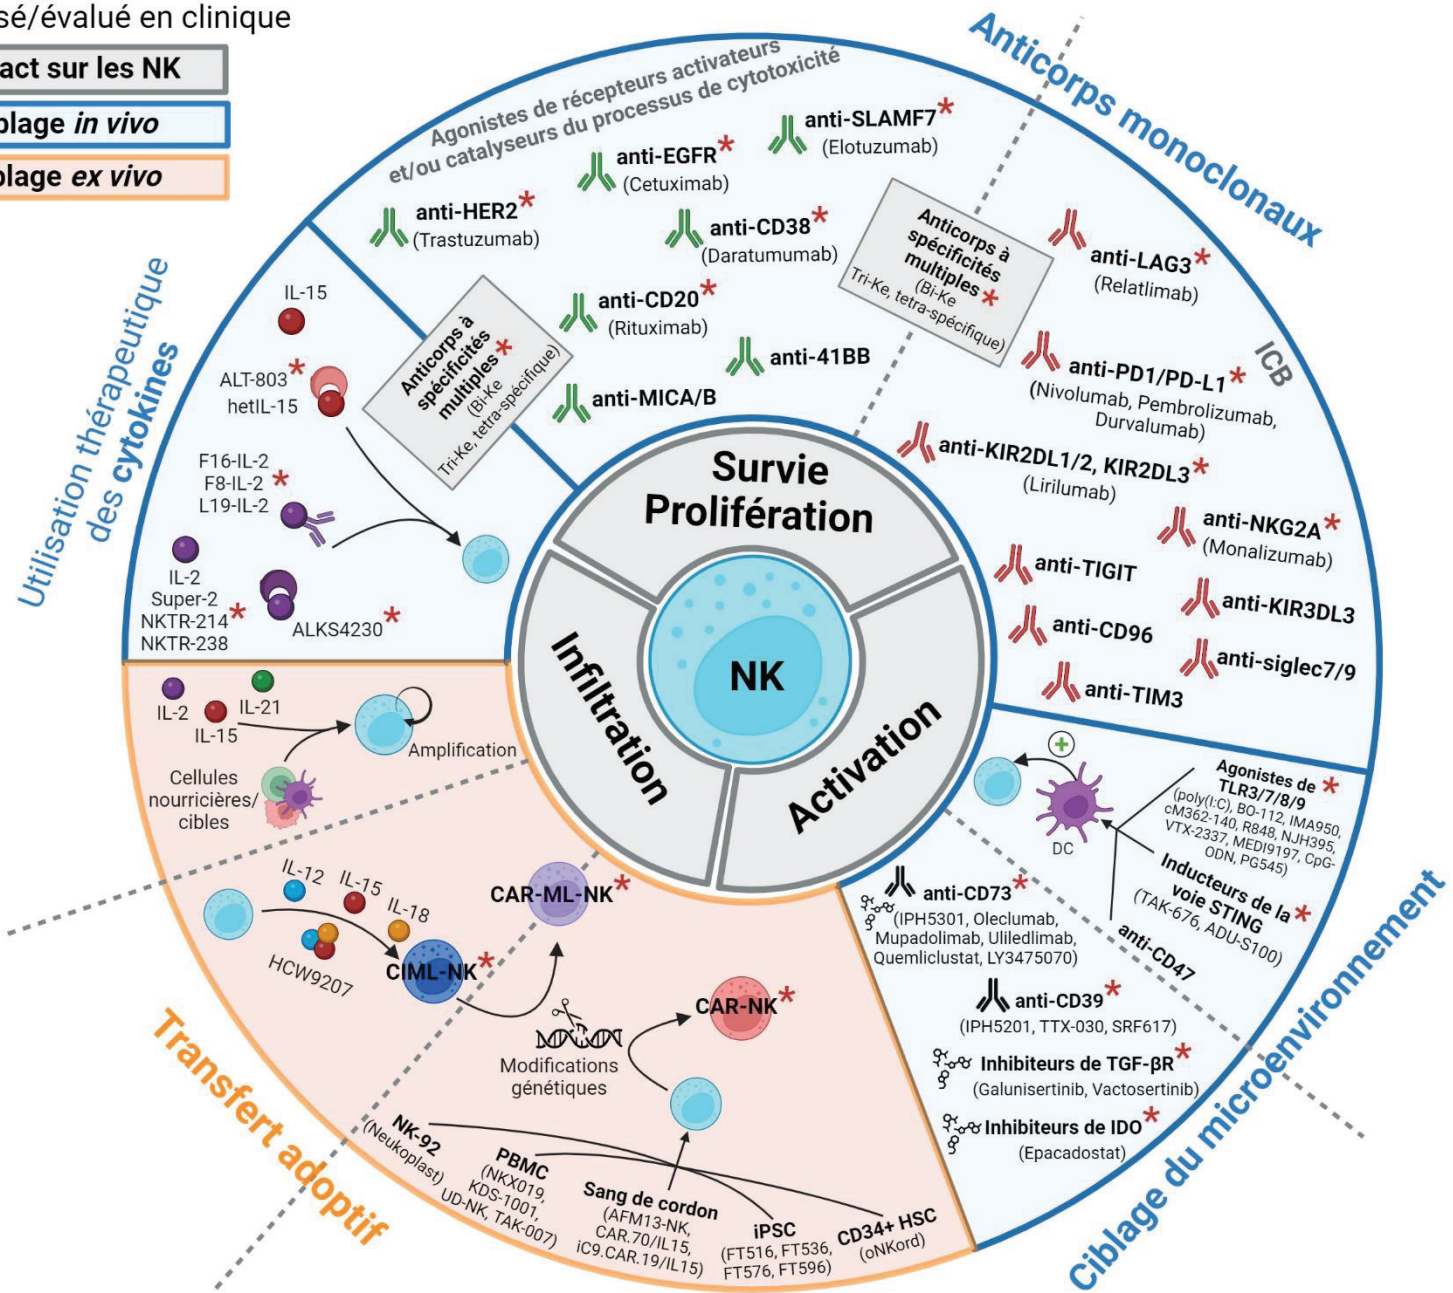 sé/évalué en clinique
act sur les NK
blage in vivo
blage ex vivo
Anticorps monoclonaux
Agonistes de récepteurs activateurs
et/ou catalyseurs du processus de cytotoxicité
anti-SLAMF7*
(Elotuzumab)
anti-EGFR*
(Cetuximab)
anti-HER2*
(Trastuzumab)
anti-CD38*
(Daratumumab)
anti-CD20*
(Rituximab)
anti-41BB
anti-MICA/B
Anticorps à
spécificités
multiples*
(Bi-Ke
Tri-Ke, tetra-spécifique)
Anticorps à
spécificités
multiples*
(Bi-Ke
Tri-Ke, tetra-spécifique)
ICB
anti-LAG3*
(Relatlimab)
anti-PD1/PD-L1*
(Nivolumab, Pembrolizumab,
Durvalumab)
anti-KIR2DL1/2, KIR2DL3*
(Lirilumab)
anti-NKG2A*
(Monalizumab)
anti-TIGIT
anti-KIR3DL3
anti-CD96
anti-siglec7/9
anti-TIM3
Utilisation thérapeutique
des cytokines
IL-15
ALT-803*
hetIL-15
F16-IL-2
F8-IL-2*
L19-IL-2
IL-2
Super-2
NKTR-214*
NKTR-238
ALKS4230*
Survie
Prolifération
Infiltration
Activation
NK
IL-2
IL-15
IL-21
Amplification
Cellules
nourricières/
cibles
IL-12
IL-15
IL-18
HCW9207
CIML-NK*
CAR-ML-NK*
CAR-NK*
Modifications
génétiques
Transfert adoptif
NK-92
(Neukoplast)
PBMC
(NKX019,
KDS-1001,
UD-NK, TAK-007)
Sang de cordon
(AFM13-NK,
CAR.70/IL15,
iC9.CAR.19/IL15)
iPSC
(FT516, FT536,
FT576, FT596)
CD34+ HSC
(oNKord)
Ciblage du microenvironnement
+
DC
Agonistes de
TLR3/7/8/9*
(poly(I:C), BO-112, IMA950,
cM362-140, R848, NJH395,
VTX-2337, MEDI9197, CpG-
ODN, PG545)
Inducteurs de la
voie STING*
(TAK-676, ADU-S100)
anti-CD47
anti-CD73*
(IPH5301, Oleclumab,
Mupadolimab, Uliledlimab,
Quemliclustat, LY3475070)
anti-CD39*
(IPH5201, TTX-030, SRF617)
Inhibiteurs de TGF-βR*
(Galunisertinib, Vactosertinib)
Inhibiteurs de IDO*
(Epacadostat)